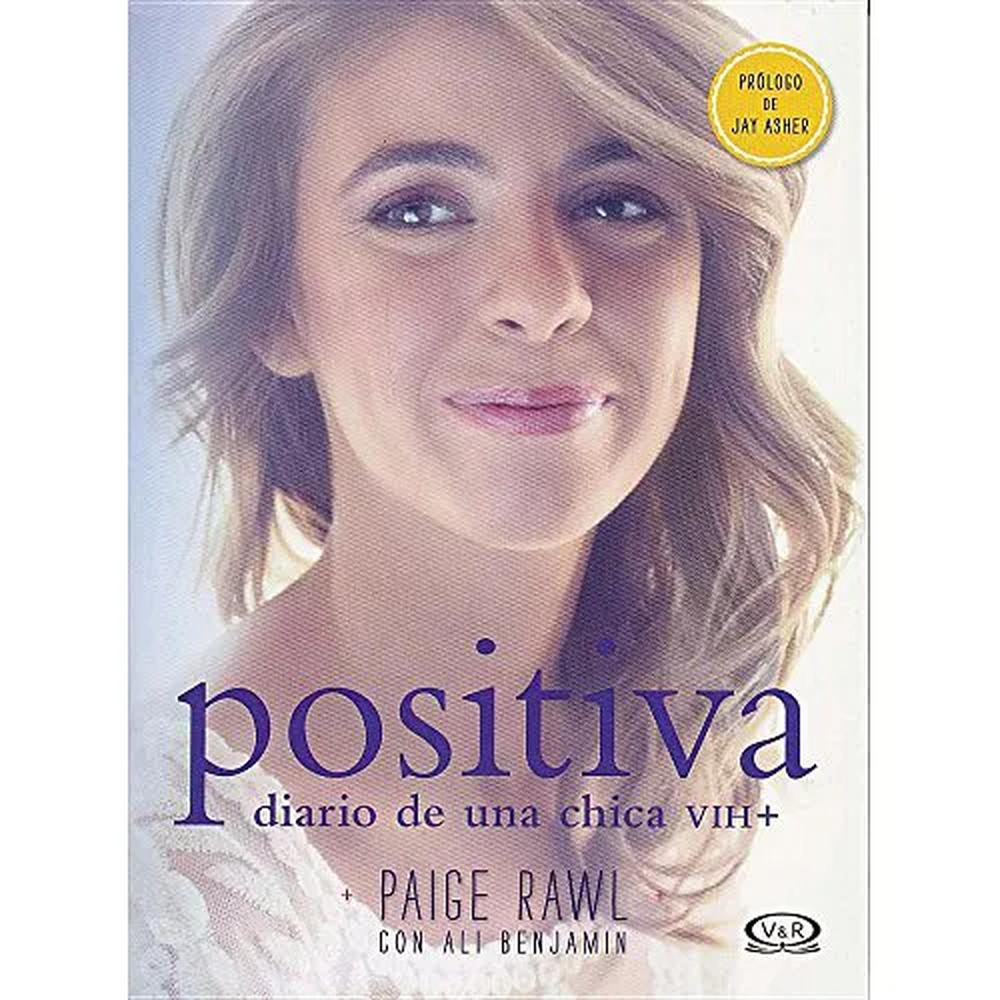 PRÓLOGO
DE
JAY ASHER
positiva
diario de una chica VIH+
+ PAIGE RAWL +
CON ALI BENJAMIN
V&R